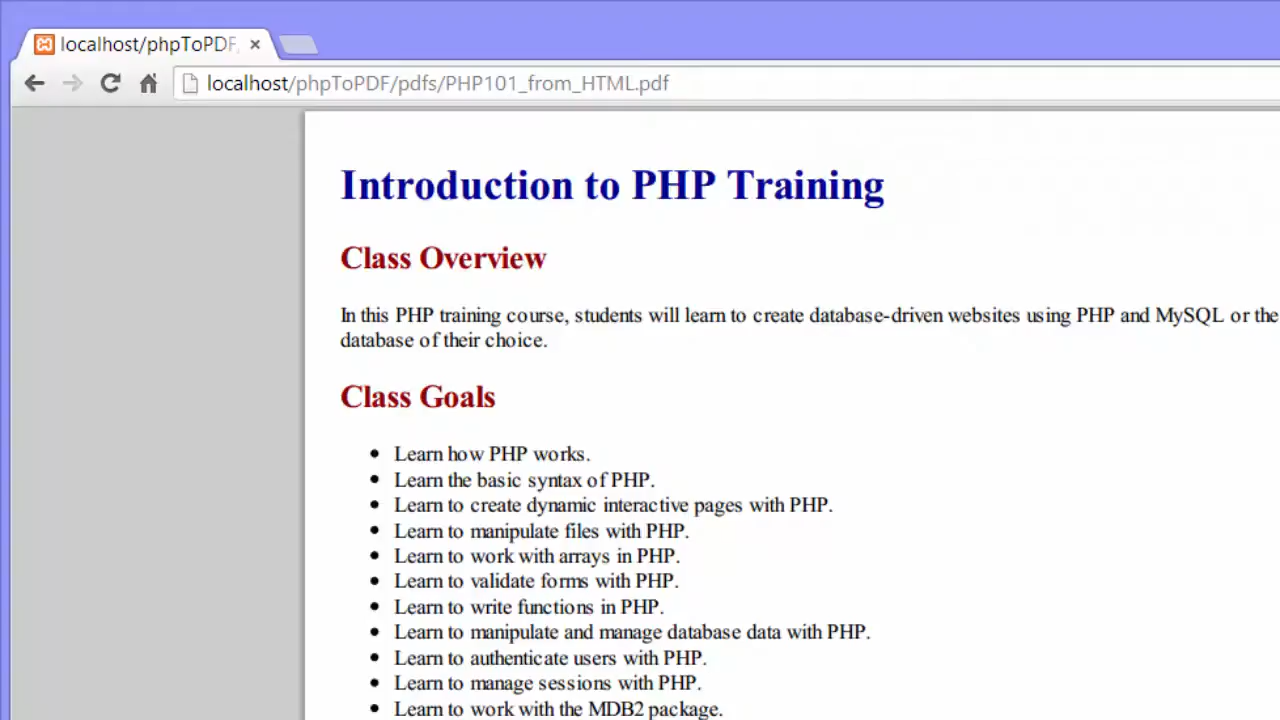 localhost/phpToPDF,
localhost/phpToPDF/pdfs/PHP101_from_HTML.pdf
Introduction to PHP Training
Class Overview
In this PHP training course, students will learn to create database-driven websites using PHP and MySQL or the
database of their choice.
Class Goals
• Learn how PHP works.
• Learn the basic syntax of PHP.
• Learn to create dynamic interactive pages with PHP.
• Learn to manipulate files with PHP.
• Learn to work with arrays in PHP.
• Learn to validate forms with PHP.
• Learn to write functions in PHP.
• Learn to manipulate and manage database data with PHP.
• Learn to authenticate users with PHP.
• Learn to manage sessions with PHP.
• Learn to work with the MDB2 package.